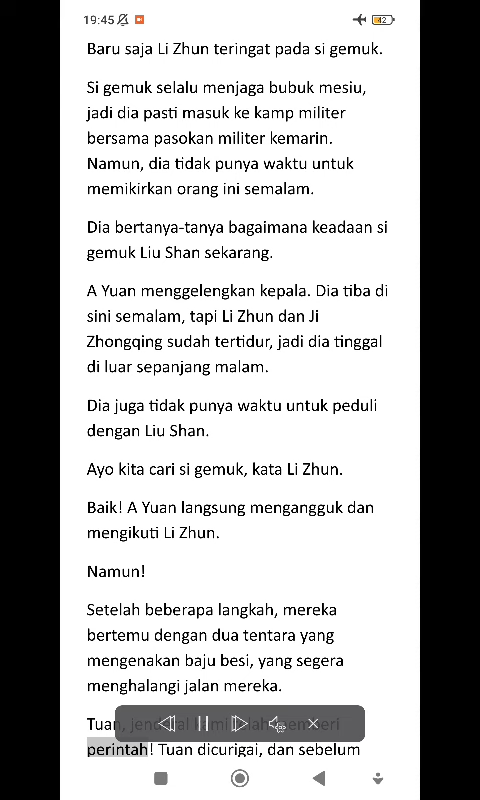 19:45
42
Baru saja Li Zhun teringat pada si gemuk.
Si gemuk selalu menjaga bubuk mesiu,
jadi dia pasti masuk ke kamp militer
bersama pasokan militer kemarin.
Namun, dia tidak punya waktu untuk
memikirkan orang ini semalam.
Dia bertanya-tanya bagaimana keadaan si
gemuk Liu Shan sekarang.
A Yuan menggelengkan kepala. Dia tiba di
sini semalam, tapi Li Zhun dan Ji
Zhongqing sudah tertidur, jadi dia tinggal
di luar sepanjang malam.
Dia juga tidak punya waktu untuk peduli
dengan Liu Shan.
Ayo kita cari si gemuk, kata Li Zhun.
Baik! A Yuan langsung mengangguk dan
mengikuti Li Zhun.
Namun!
Setelah beberapa langkah, mereka
bertemu dengan dua tentara yang
mengenakan baju besi, yang segera
menghalangi jalan mereka.
Tuan,
perintah! Tuan dicurigai, dan sebelum